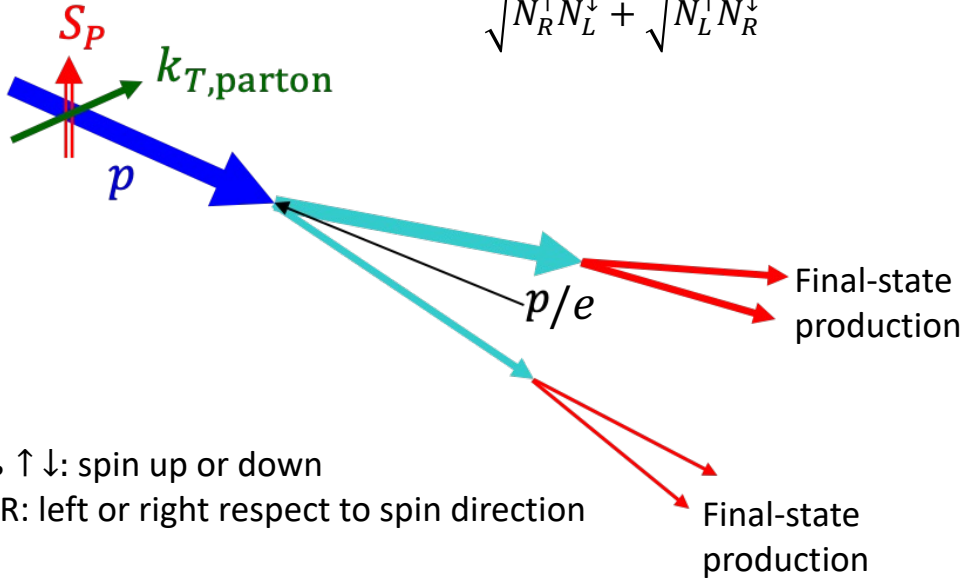 √N_R^↑ N_L^↓ + √N_L^↑ N_R^↓
S_P
k_{T,parton}
p
p/e
Final-state
production
↑ ↓: spin up or down
R: left or right respect to spin direction
Final-state
production